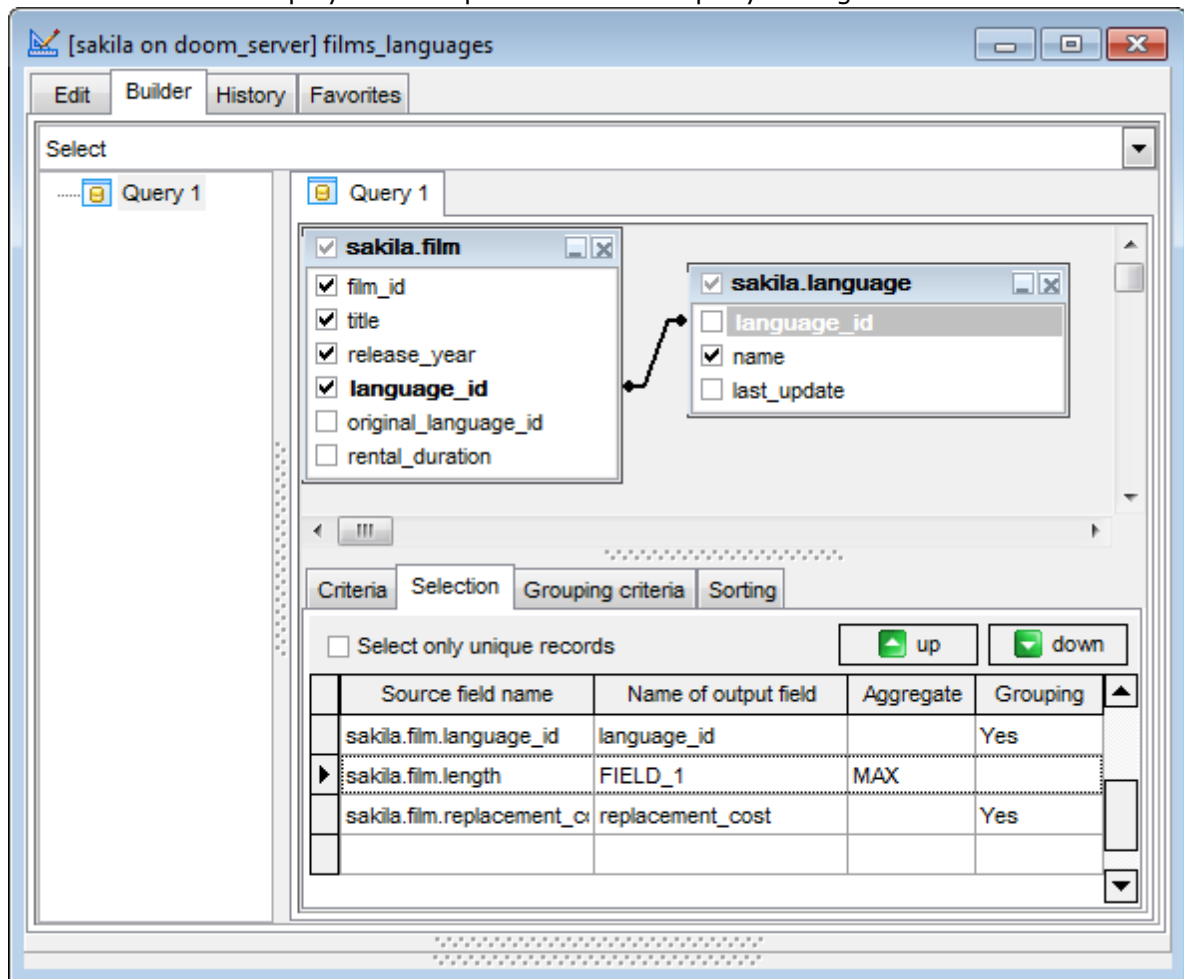 [sakila on doom_server] films_languages
Edit Builder History Favorites
Select
Query 1
Query 1
sakila.film
film_id
title
release_year
language_id
original_language_id
rental_duration
sakila.language
language_id
name
last_update
Criteria Selection Grouping criteria Sorting
Select only unique records up down
Source field name Name of output field Aggregate Grouping
sakila.film.language_id language_id Yes
sakila.film.length FIELD_1 MAX
sakila.film.replacement_c replacement_cost Yes